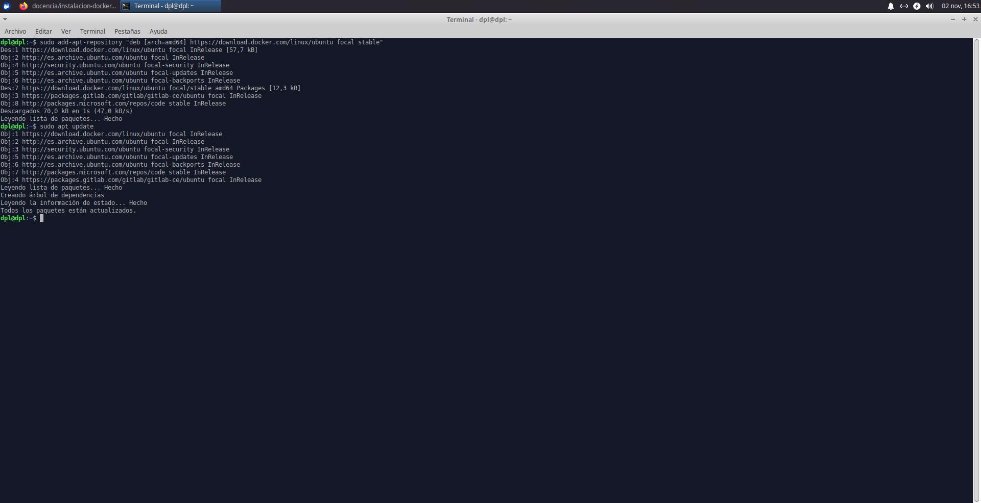 docencia/instalacion-docker...
Terminal - dpl@dpl: ~
02 nov, 16:53
Terminal - dpl@dpl: ~
Archivo Editar Ver Terminal Pestañas Ayuda
dpl@dpl:~$ sudo add-apt-repository "deb [arch=amd64] https://download.docker.com/linux/ubuntu focal stable"
Des:1 https://download.docker.com/linux/ubuntu focal InRelease [57,7 kB]
Obj:2 http://es.archive.ubuntu.com/ubuntu focal InRelease
Obj:4 http://security.ubuntu.com/ubuntu focal-security InRelease
Obj:5 http://es.archive.ubuntu.com/ubuntu focal-updates InRelease
Obj:6 http://es.archive.ubuntu.com/ubuntu focal-backports InRelease
Des:7 https://download.docker.com/linux/ubuntu focal/stable amd64 Packages [12,3 kB]
Obj:3 https://packages.gitlab.com/gitlab/gitlab-ce/ubuntu focal InRelease
Obj:8 http://packages.microsoft.com/repos/code stable InRelease
Descargados 70,0 kB en 1s (47,0 kB/s)
Leyendo lista de paquetes... Hecho
dpl@dpl:~$ sudo apt update
Obj:1 https://download.docker.com/linux/ubuntu focal InRelease
Obj:2 http://es.archive.ubuntu.com/ubuntu focal InRelease
Obj:3 http://security.ubuntu.com/ubuntu focal-security InRelease
Obj:5 http://es.archive.ubuntu.com/ubuntu focal-updates InRelease
Obj:6 http://es.archive.ubuntu.com/ubuntu focal-backports InRelease
Obj:7 http://packages.microsoft.com/repos/code stable InRelease
Obj:4 https://packages.gitlab.com/gitlab/gitlab-ce/ubuntu focal InRelease
Leyendo lista de paquetes... Hecho
Creando árbol de dependencias
Leyendo la información de estado... Hecho
Todos los paquetes están actualizados.
dpl@dpl:~$